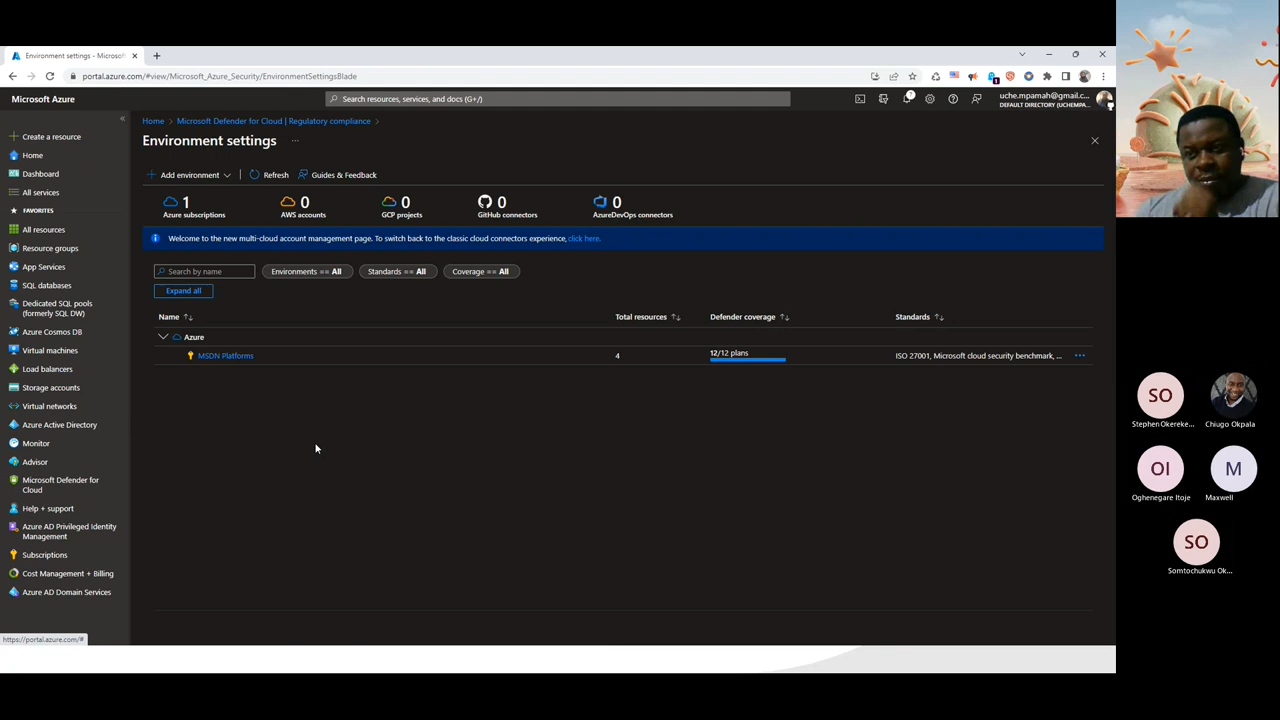 Environment settings - Microsof
portal.azure.com/#view/Microsoft_Azure_Security/EnvironmentSettingsBlade
Microsoft Azure
Search resources, services, and docs (G+/)
1
uche.mpamah@gmail.c...
DEFAULT DIRECTORY (UCHEMPA...
Home > Microsoft Defender for Cloud | Regulatory compliance >
Environment settings ...
Add environment
Refresh
Guides & Feedback
1
Azure subscriptions
0
AWS accounts
0
GCP projects
0
GitHub connectors
0
AzureDevOps connectors
Welcome to the new multi-cloud account management page. To switch back to the classic cloud connectors experience, click here.
Search by name
Environments == All
Standards == All
Coverage == All
Expand all
Name
Total resources
Defender coverage
Standards
Azure
MSDN Platforms
4
12/12 plans
ISO 27001, Microsoft cloud security benchmark, ...
Create a resource
Home
Dashboard
All services
FAVORITES
All resources
Resource groups
App Services
SQL databases
Dedicated SQL pools
(formerly SQL DW)
Azure Cosmos DB
Virtual machines
Load balancers
Storage accounts
Virtual networks
Azure Active Directory
Monitor
Advisor
Microsoft Defender for
Cloud
Help + support
Azure AD Privileged Identity
Management
Subscriptions
Cost Management + Billing
Azure AD Domain Services
https://portal.azure.com/#
SO
Stephen Okereke...
Chiugo Okpala
OI
Oghenegare Itoje
M
Maxwell
SO
Somtochukwu Ok...